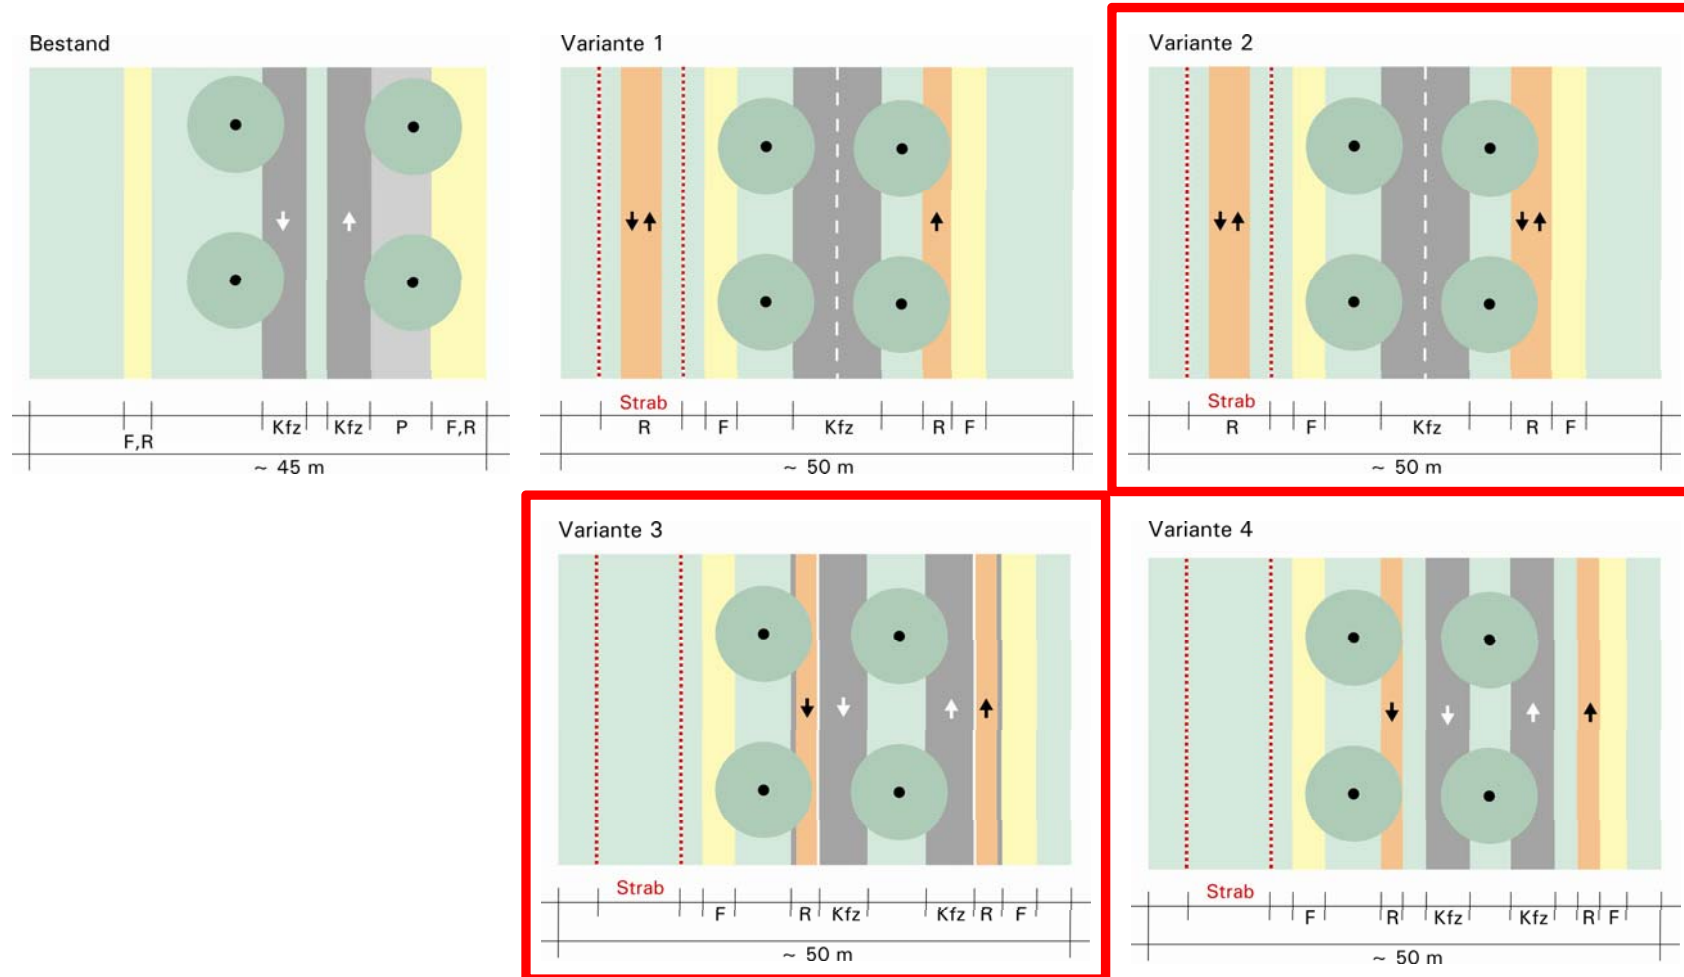 Bestand
F,R
Kfz
Kfz
P
F,R
~ 45 m
Variante 1
Strab
R
F
Kfz
R
F
~ 50 m
Variante 2
Strab
R
F
Kfz
R
F
~ 50 m
Variante 3
Strab
F
R
Kfz
Kfz
R
F
~ 50 m
Variante 4
Strab
F
R
Kfz
Kfz
R
F
~ 50 m